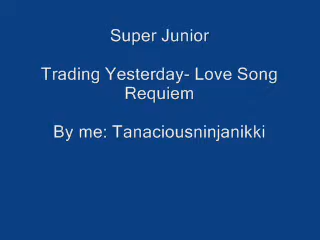 Super Junior
Trading Yesterday- Love Song
Requiem
By me: Tanaciousninjanikki